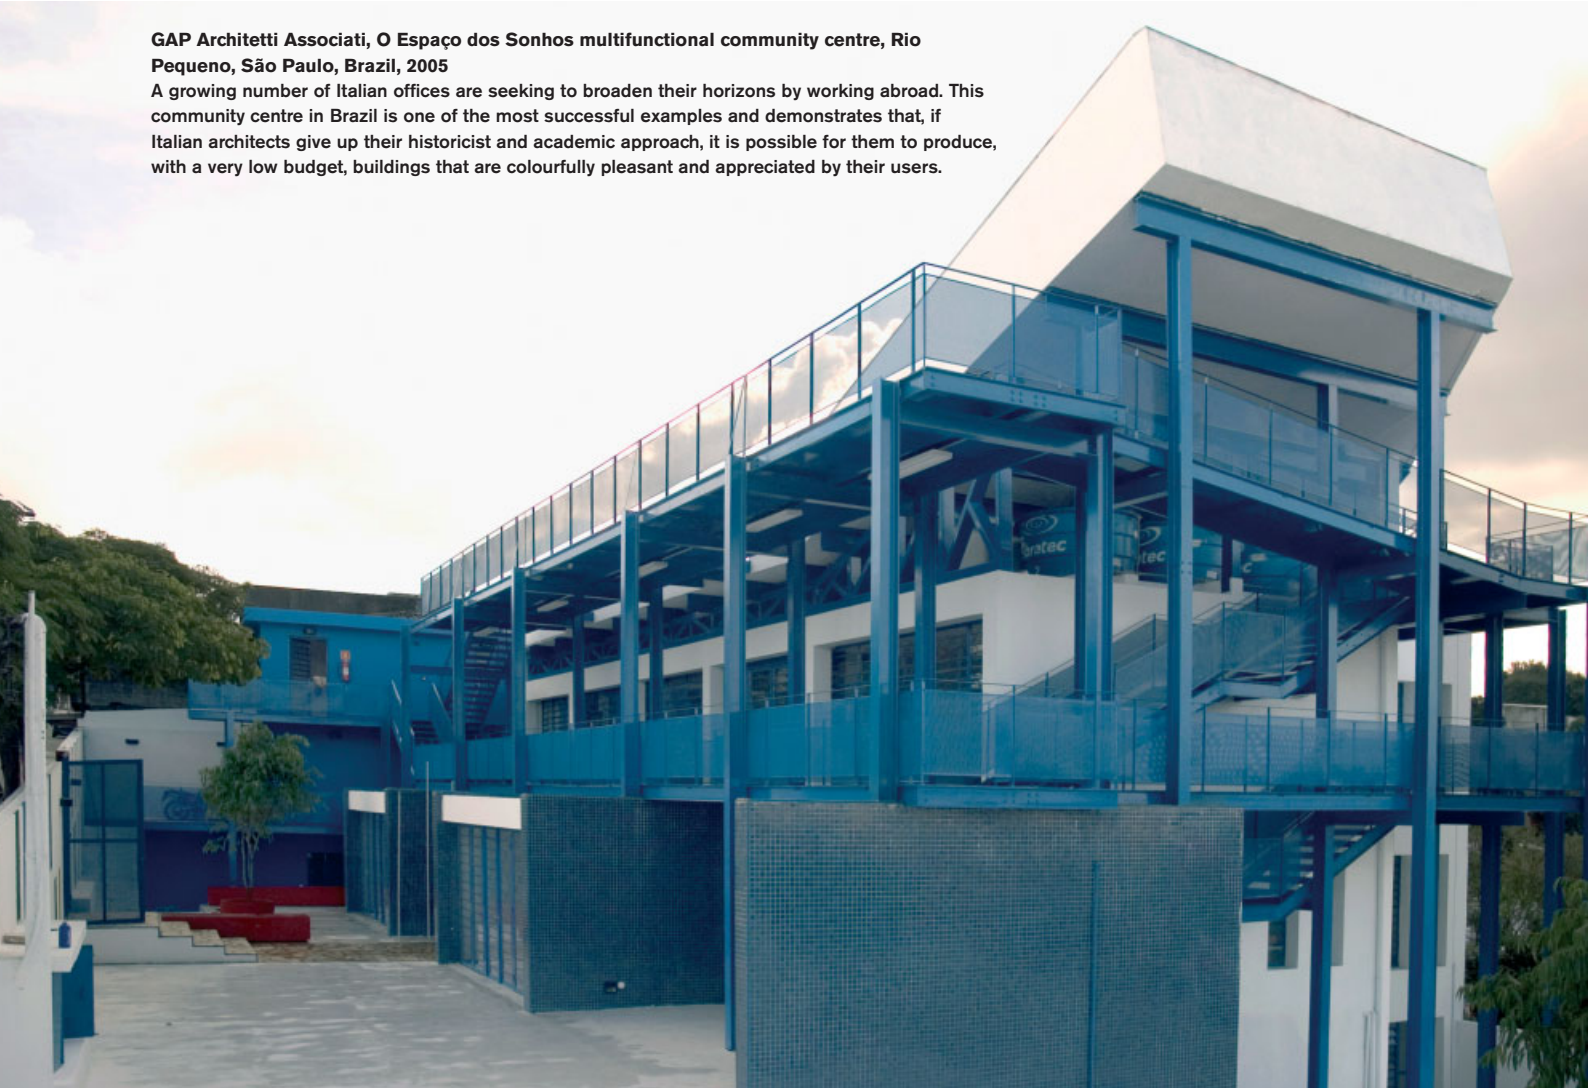 GAP Architetti Associati, O Espaço dos Sonhos multifunctional community centre, Rio
Pequeno, São Paulo, Brazil, 2005
A growing number of Italian offices are seeking to broaden their horizons by working abroad. This
community centre in Brazil is one of the most successful examples and demonstrates that, if
Italian architects give up their historicist and academic approach, it is possible for them to produce,
with a very low budget, buildings that are colourfully pleasant and appreciated by their users.